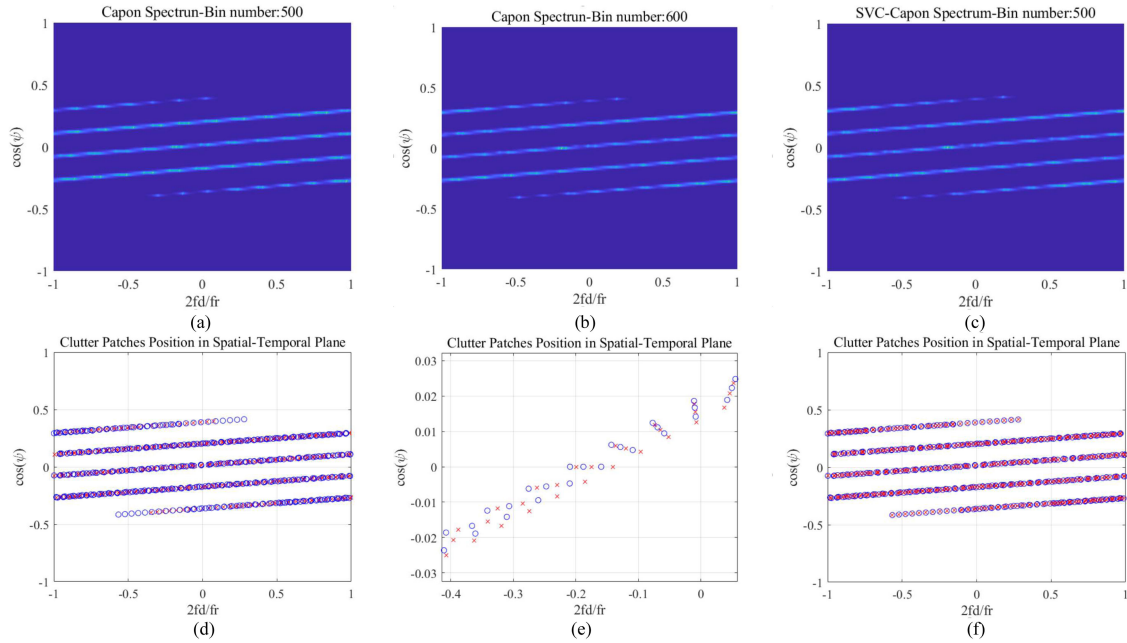 Capon Spectrun-Bin number:500
1
0.5
0
-0.5
-1
cos(ψ)
-1
-0.5
0
0.5
1
2fd/fr
(a)
Capon Spectrun-Bin number:600
1
0.5
0
-0.5
-1
cos(ψ)
-1
-0.5
0
0.5
1
2fd/fr
(b)
SVC-Capon Spectrum-Bin number:500
1
0.5
0
-0.5
-1
cos(ψ)
-1
-0.5
0
0.5
1
2fd/fr
(c)
Clutter Patches Position in Spatial-Temporal Plane
1
0.5
0
-0.5
-1
cos(ψ)
-1
-0.5
0
0.5
1
2fd/fr
(d)
Clutter Patches Position in Spatial-Temporal Plane
0.03
0.02
0.01
0
-0.01
-0.02
-0.03
cos(ψ)
-0.4
-0.3
-0.2
-0.1
0
2fd/fr
(e)
Clutter Patches Position in Spatial-Temporal Plane
1
0.5
0
-0.5
-1
cos(ψ)
-1
-0.5
0
0.5
1
2fd/fr
(f)